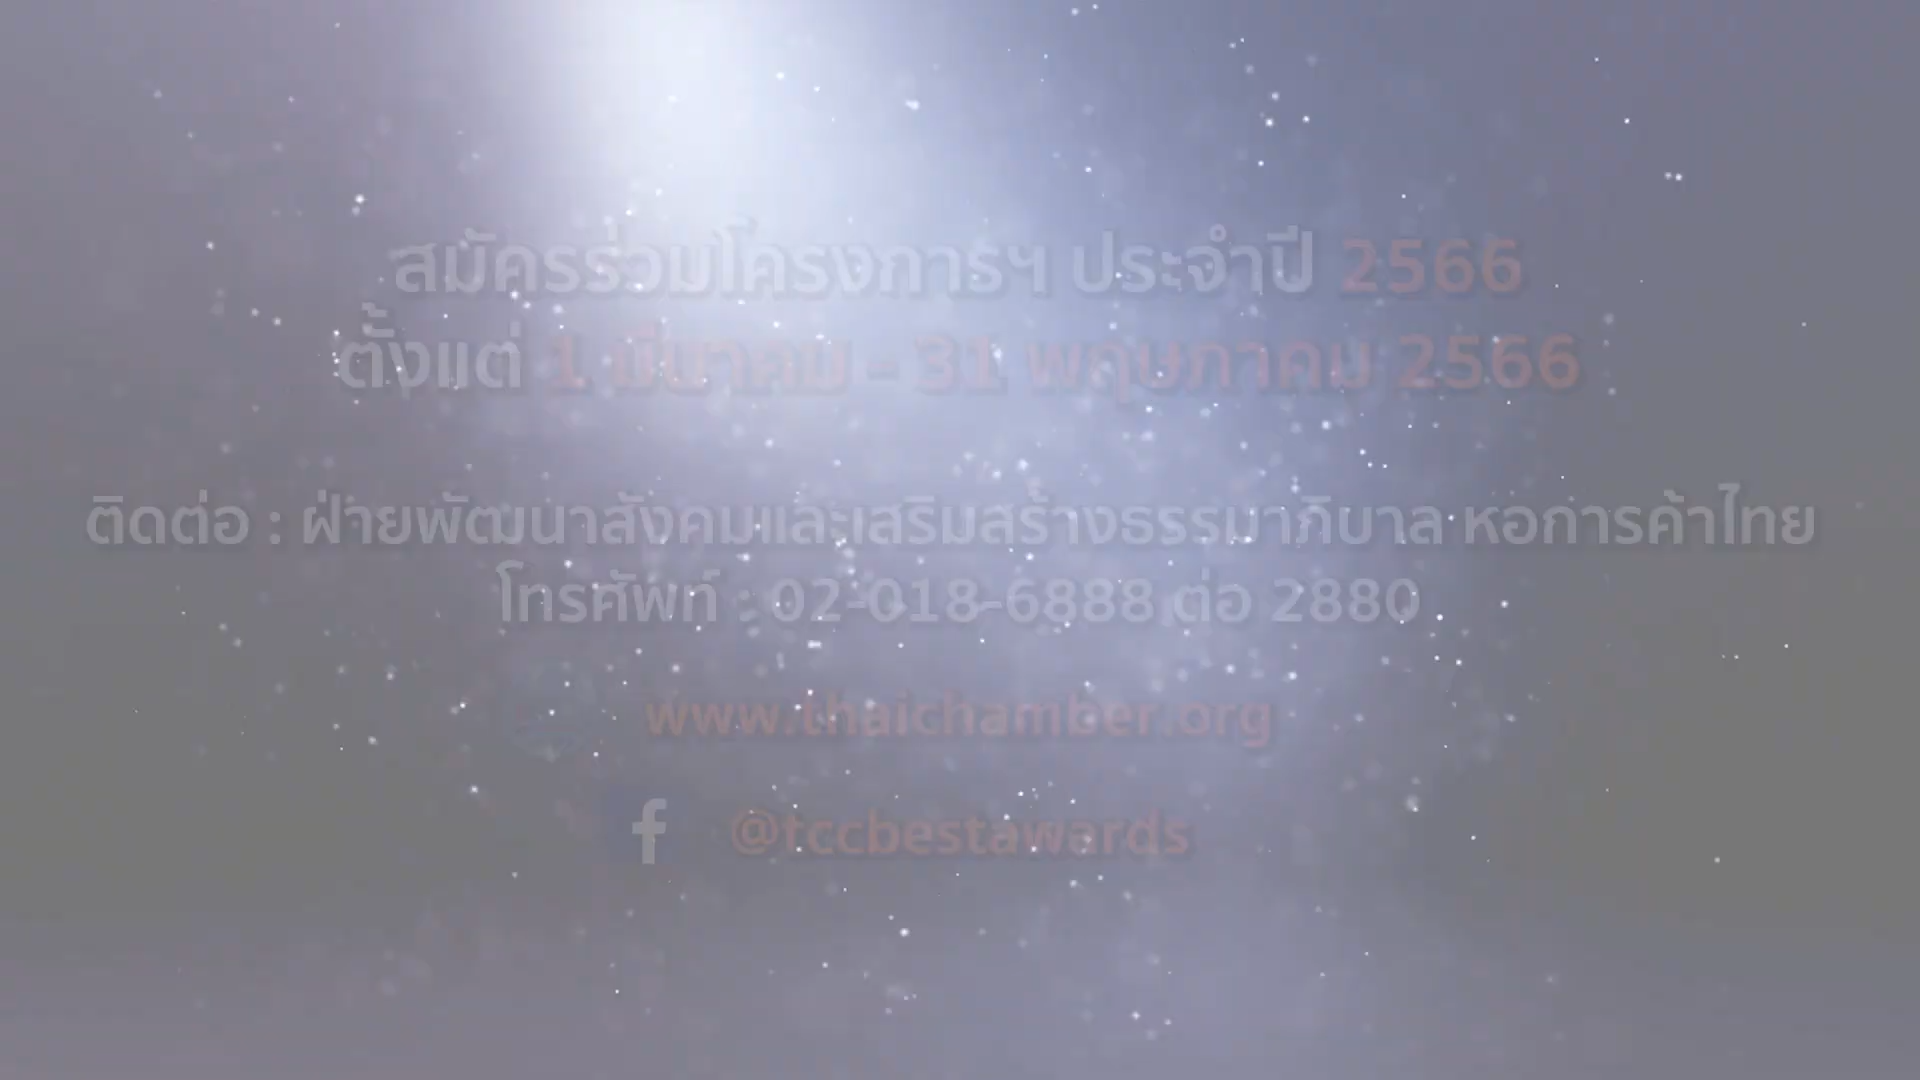 สมัครร่วมโครงการฯ ประจำปี 2566
ตั้งแต่ 1 มีนาคม - 31 พฤษภาคม 2566
ติดต่อ : ฝ่ายพัฒนาสังคมและเสริมสร้างธรรมาภิบาล หอการค้าไทย
โทรศัพท์ : 02-018-6888 ต่อ 2880
www.thaichamber.org
f @tccbestawards